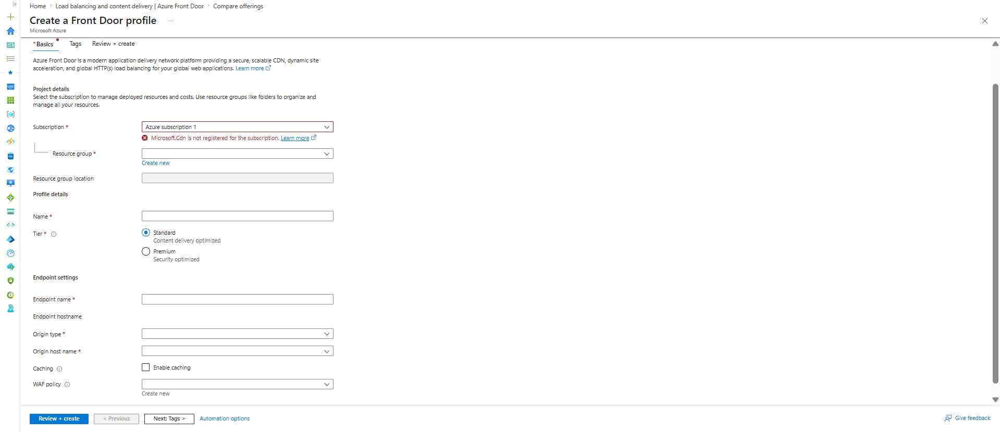 Home > Load balancing and content delivery | Azure Front Door > Compare offerings
Create a Front Door profile ...
Microsoft Azure
* Basics Tags Review + create
Azure Front Door is a modern application delivery network platform providing a secure, scalable CDN, dynamic site
acceleration, and global HTTP(s) load balancing for your global web applications. Learn more
Project details
Select the subscription to manage deployed resources and costs. Use resource groups like folders to organize and
manage all your resources.
Subscription * Azure subscription 1
Microsoft.Cdn is not registered for the subscription. Learn more
Resource group *
Create new
Resource group location
Profile details
Name *
Tier * Standard
Content delivery optimized
Premium
Security optimized
Endpoint settings
Endpoint name *
Endpoint hostname
Origin type *
Origin host name *
Caching Enable caching
WAF policy
Create new
Review + create < Previous Next: Tags > Automation options Give feedback